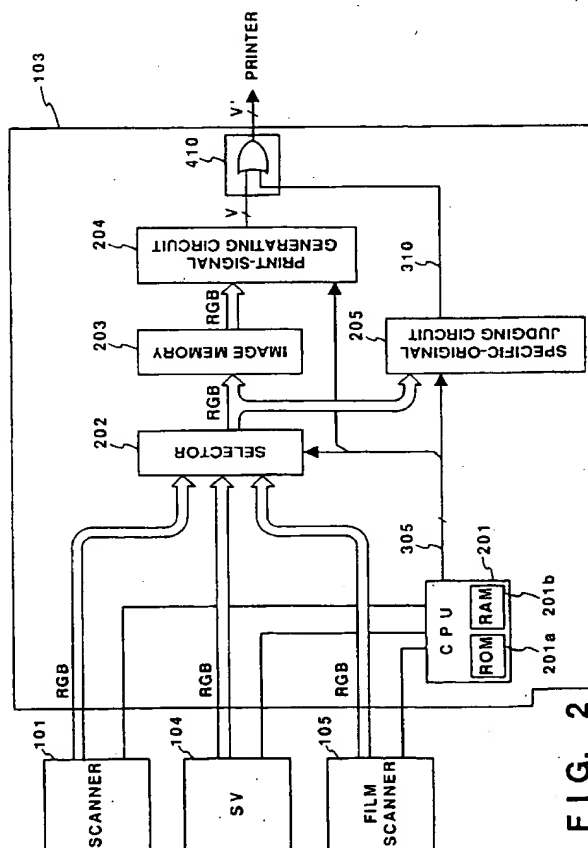 103
PRINTER
V'
410
V
204
PRINT-SIGNAL
GENERATING CIRCUIT
310
RGB
203
IMAGE MEMORY
205
SPECIFIC-ORIGINAL
JUDGING CIRCUIT
RGB
202
SELECTOR
305
201
CPU
ROM
RAM
201b
201a
RGB
RGB
RGB
101
SCANNER
104
SV
105
FILM
SCANNER
FIG. 2